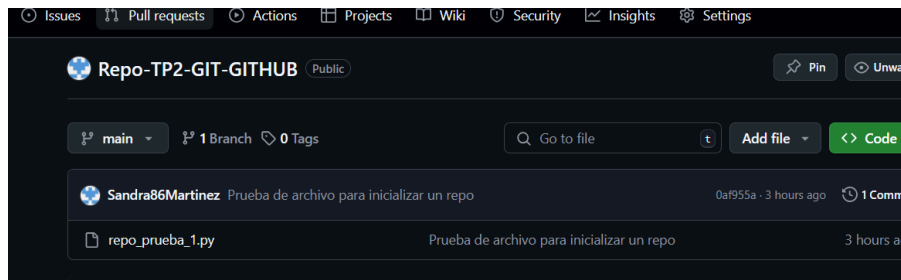 Issues Pull requests Actions Projects Wiki Security Insights Settings
Repo-TP2-GIT-GITHUB Public Pin Unwa
main 1 Branch 0 Tags Go to file t Add file <> Code
Sandra86Martinez Prueba de archivo para inicializar un repo 0af955a · 3 hours ago 1 Comm
repo_prueba_1.py Prueba de archivo para inicializar un repo 3 hours a